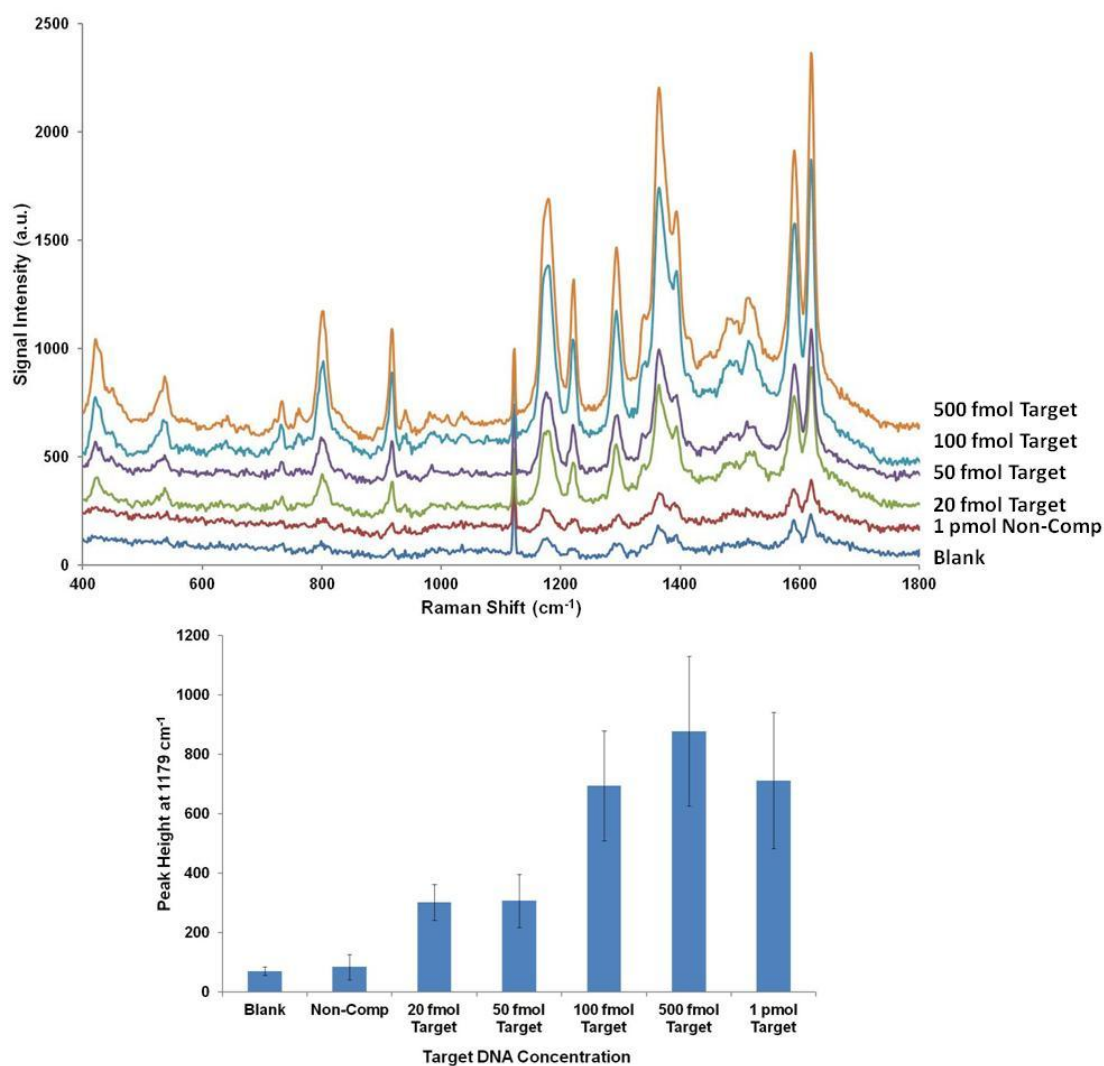 2500
2000
1500
1000
500
0
Signal Intensity (a.u.)
400 600 800 1000 1200 1400 1600 1800
Raman Shift (cm⁻¹)
500 fmol Target
100 fmol Target
50 fmol Target
20 fmol Target
1 pmol Non-Comp
Blank
1200
1000
800
600
400
200
0
Peak Height at 1179 cm⁻¹
Blank Non-Comp 20 fmol 50 fmol 100 fmol 500 fmol 1 pmol
Target Target Target Target Target
Target DNA Concentration